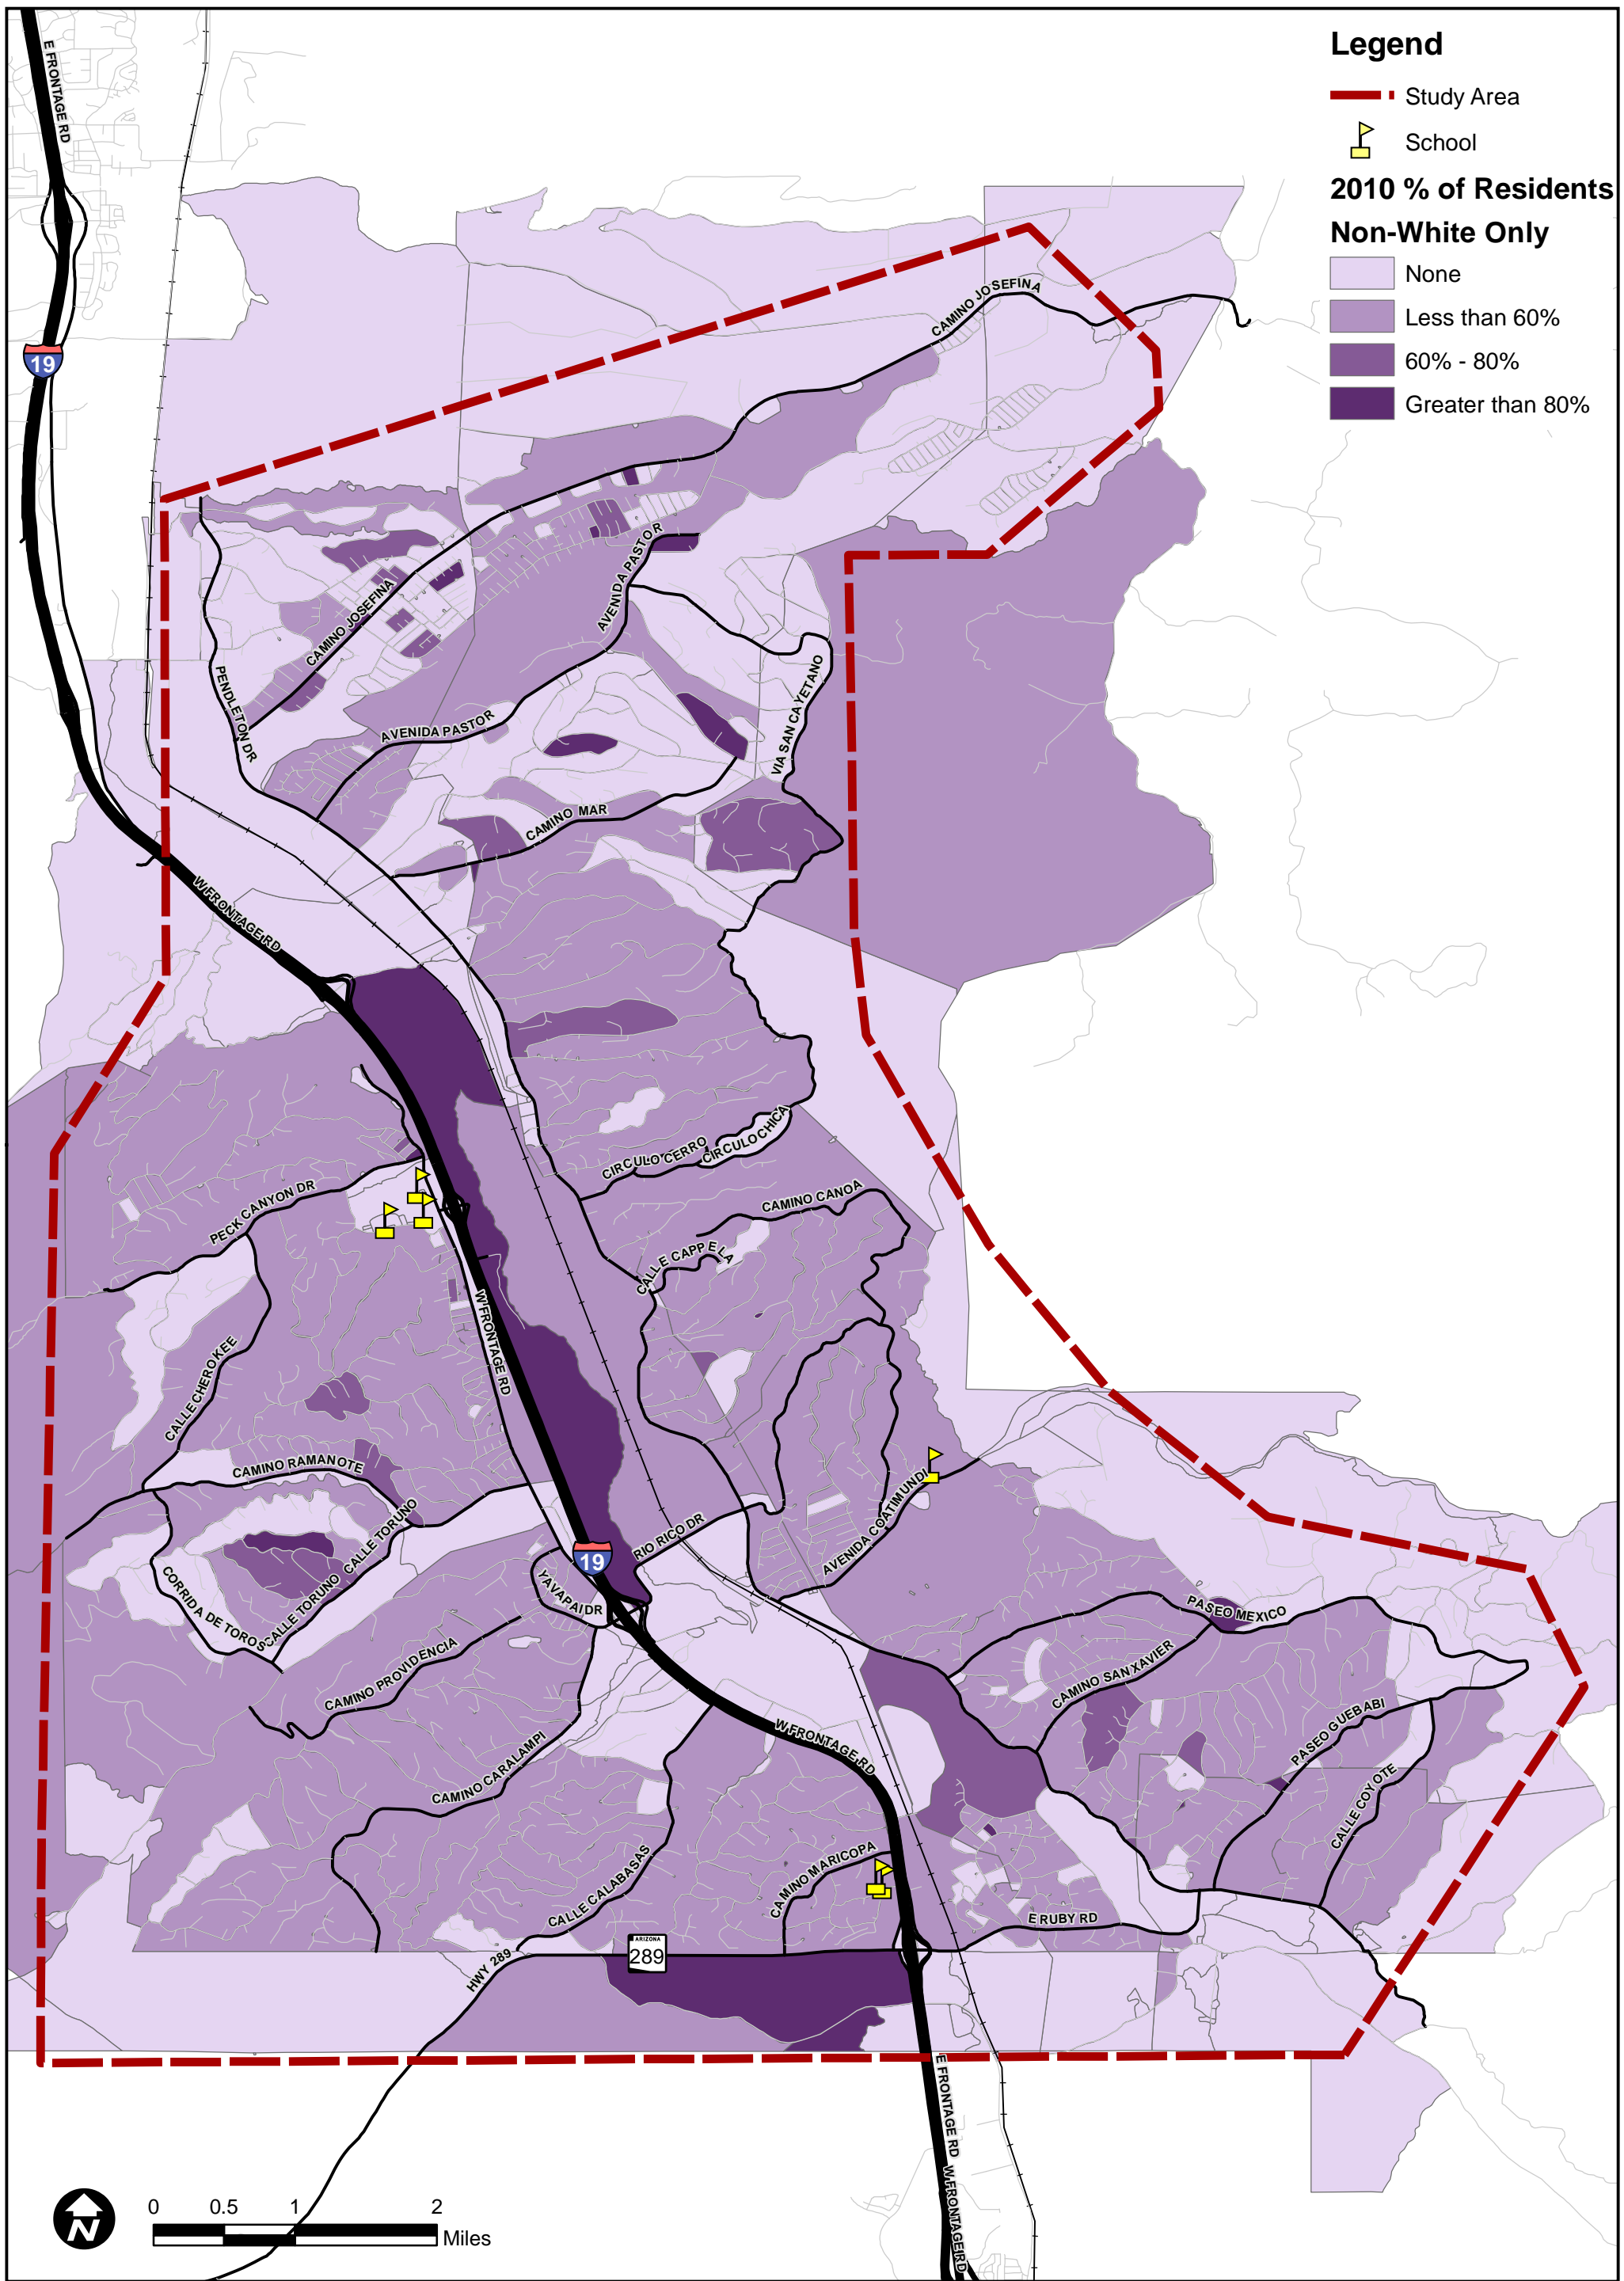 Legend
Study Area
School
2010 % of Residents
Non-White Only
None
Less than 60%
60% - 80%
Greater than 80%
E FRONTAGE RD
19
CAMINO JOSEFINA
AVENIDA PASTOR
CAMINO JOSEFINA
PENDLETON DR
VIA SAN CAYETANO
AVENIDA PASTOR
CAMINO MAR
W FRONTAGE RD
CIRCULO CERRO
CIRCULO CHICA
PECK CANYON DR
CAMINO CANOA
CALLE CAPPELA
W FRONTAGE RD
CALLE CHEROKEE
CAMINO RAMANOTE
CALLE TORUNO
AVENIDA COATIMUNDI
RIO RICO DR
19
YAVAPAI DR
CORRIDA DE TOROS
CALLE TORUNO
PASEO MEXICO
CAMINO SAN XAVIER
CAMINO PROVIDENCIA
PASEO GUEBABI
W FRONTAGE RD
CAMINO CARALAMPI
CALLE COYOTE
CAMINO MARICOPA
CALLE CALABASAS
E RUBY RD
ARIZONA
289
HWY 289
E FRONTAGE RD
W FRONTAGE RD
N
0 0.5 1 2
Miles